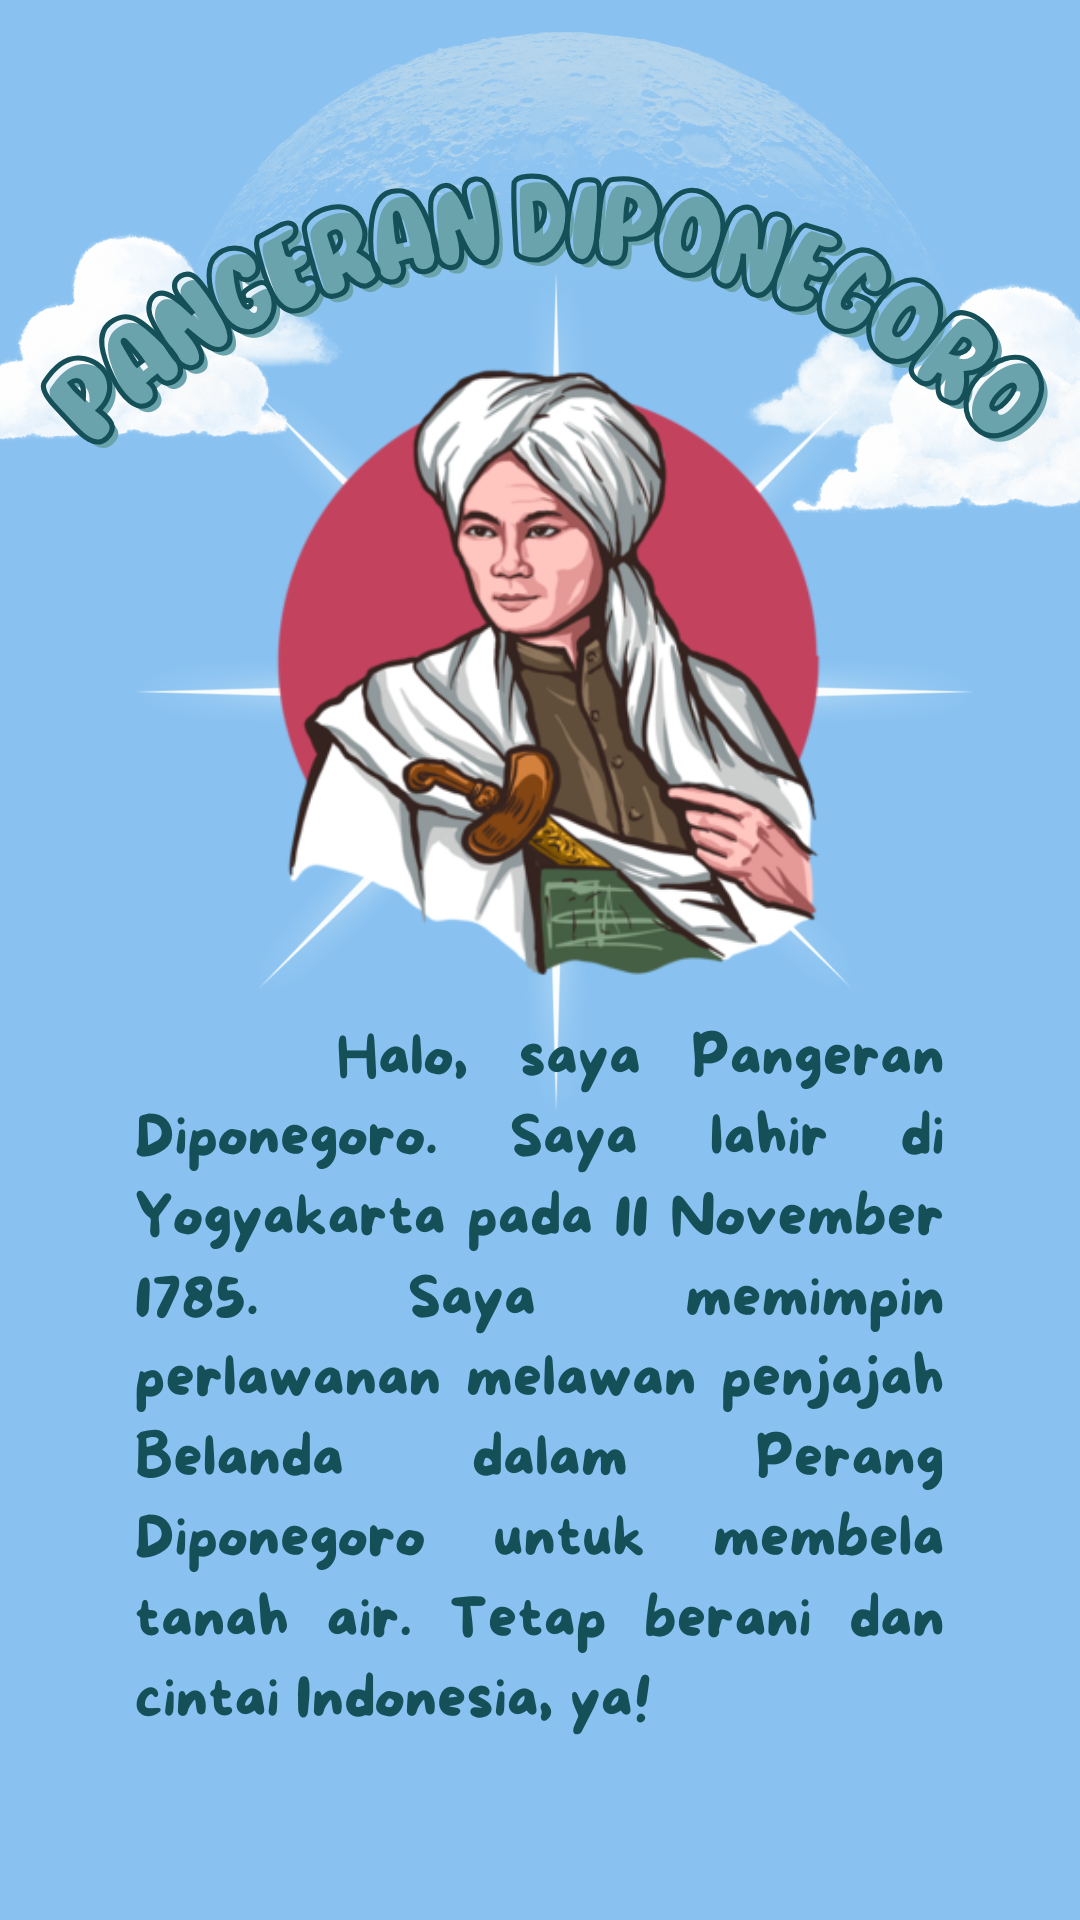 PANGERAN DIPONEGORO
Halo, saya Pangeran
Diponegoro. Saya lahir di
Yogyakarta pada 11 November
1785. Saya memimpin
perlawanan melawan penjajah
Belanda dalam Perang
Diponegoro untuk membela
tanah air. Tetap berani dan
cintai Indonesia, ya!